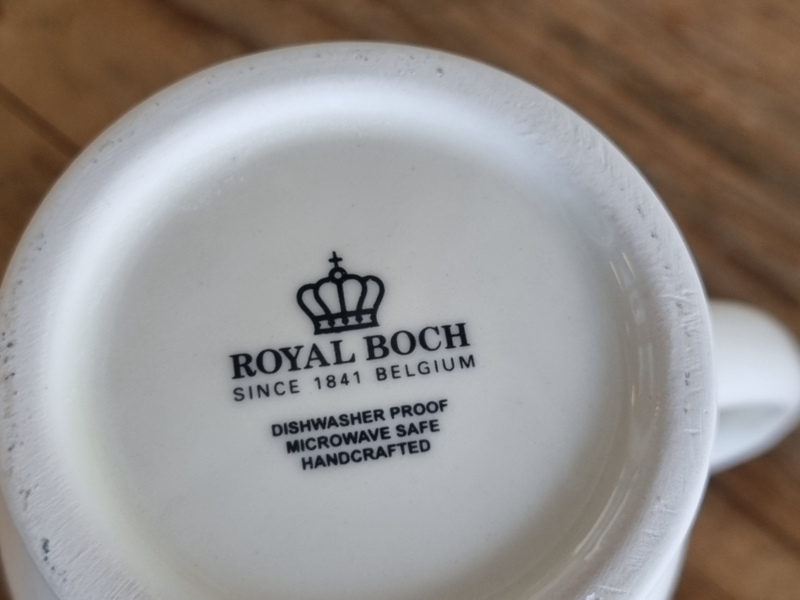 ROYAL BOCH
SINCE 1841 BELGIUM
DISHWASHER PROOF
MICROWAVE SAFE
HANDCRAFTED